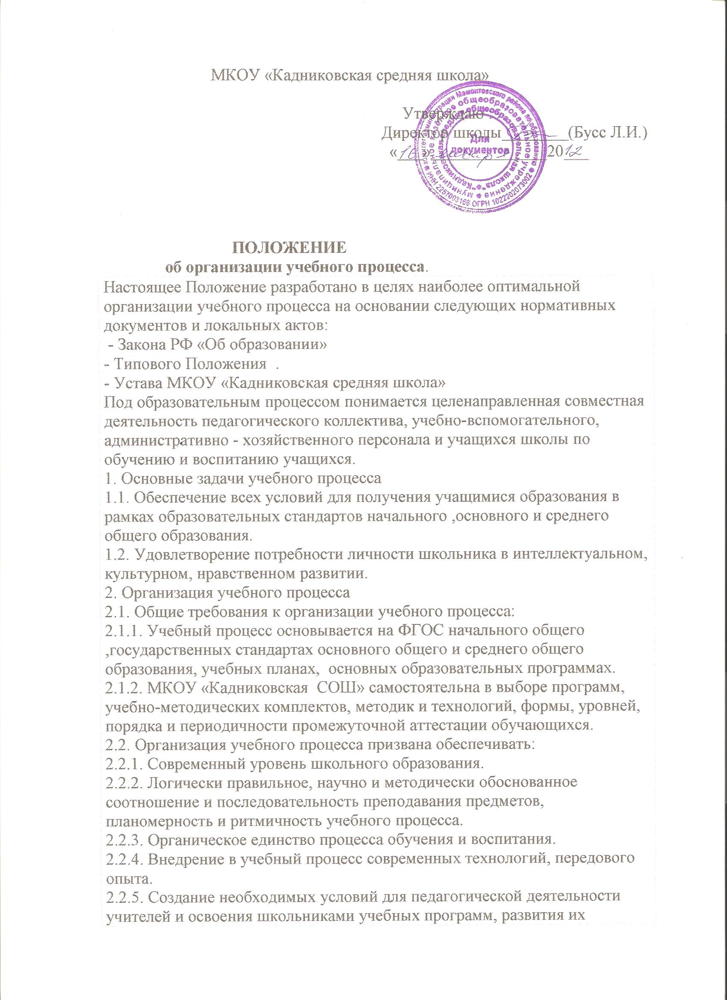 МКОУ «Кадниковская средняя школа»
Утверждаю
Директор школы________(Бусс Л.И.)
«16» января 2012
комитет администрации Мамонтовского района по образованию
ИНН 2257003166 ОГРН 1022202073002
муниципальное казённое общеобразовательное учреждение
"Кадниковская средняя общеобразовательная школа"
Для
документов
ПОЛОЖЕНИЕ
об организации учебного процесса.
Настоящее Положение разработано в целях наиболее оптимальной
организации учебного процесса на основании следующих нормативных
документов и локальных актов:
- Закона РФ «Об образовании»
- Типового Положения .
- Устава МКОУ «Кадниковская средняя школа»
Под образовательным процессом понимается целенаправленная совместная
деятельность педагогического коллектива, учебно-вспомогательного,
административно - хозяйственного персонала и учащихся школы по
обучению и воспитанию учащихся.
1. Основные задачи учебного процесса
1.1. Обеспечение всех условий для получения учащимися образования в
рамках образовательных стандартов начального ,основного и среднего
общего образования.
1.2. Удовлетворение потребности личности школьника в интеллектуальном,
культурном, нравственном развитии.
2. Организация учебного процесса
2.1. Общие требования к организации учебного процесса:
2.1.1. Учебный процесс основывается на ФГОС начального общего
,государственных стандартах основного общего и среднего общего
образования, учебных планах, основных образовательных программах.
2.1.2. МКОУ «Кадниковская СОШ» самостоятельна в выборе программ,
учебно-методических комплектов, методик и технологий, формы, уровней,
порядка и периодичности промежуточной аттестации обучающихся.
2.2. Организация учебного процесса призвана обеспечивать:
2.2.1. Современный уровень школьного образования.
2.2.2. Логически правильное, научно и методически обоснованное
соотношение и последовательность преподавания предметов,
планомерность и ритмичность учебного процесса.
2.2.3. Органическое единство процесса обучения и воспитания.
2.2.4. Внедрение в учебный процесс современных технологий, передового
опыта.
2.2.5. Создание необходимых условий для педагогической деятельности
учителей и освоения школьниками учебных программ, развития их